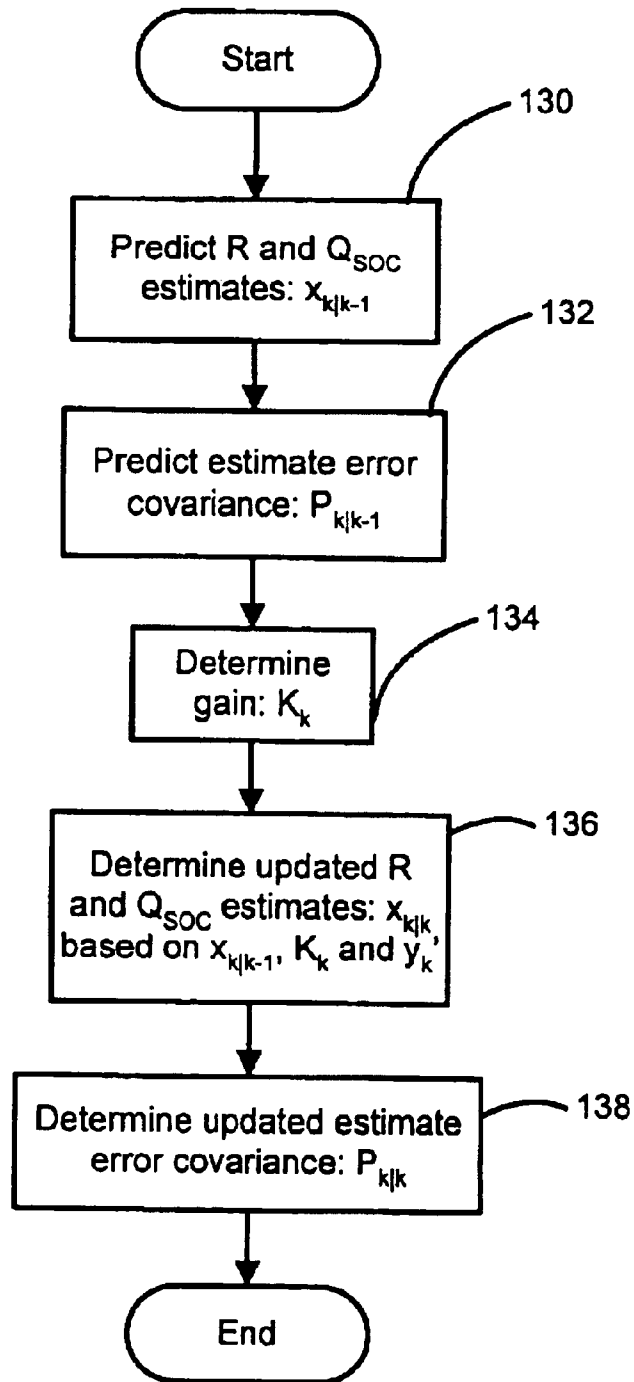 Start
130
Predict R and Q_SOC
estimates: x_k|k-1
132
Predict estimate error
covariance: P_k|k-1
134
Determine
gain: K_k
136
Determine updated R
and Q_SOC estimates: x_k|k,
based on x_k|k-1, K_k and y_k'
138
Determine updated estimate
error covariance: P_k|k
End